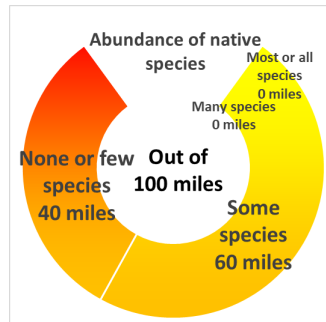 Abundance of native
species
Most or all
species
0 miles
Many species
0 miles
None or few
species
40 miles
Out of
100 miles
Some
species
60 miles